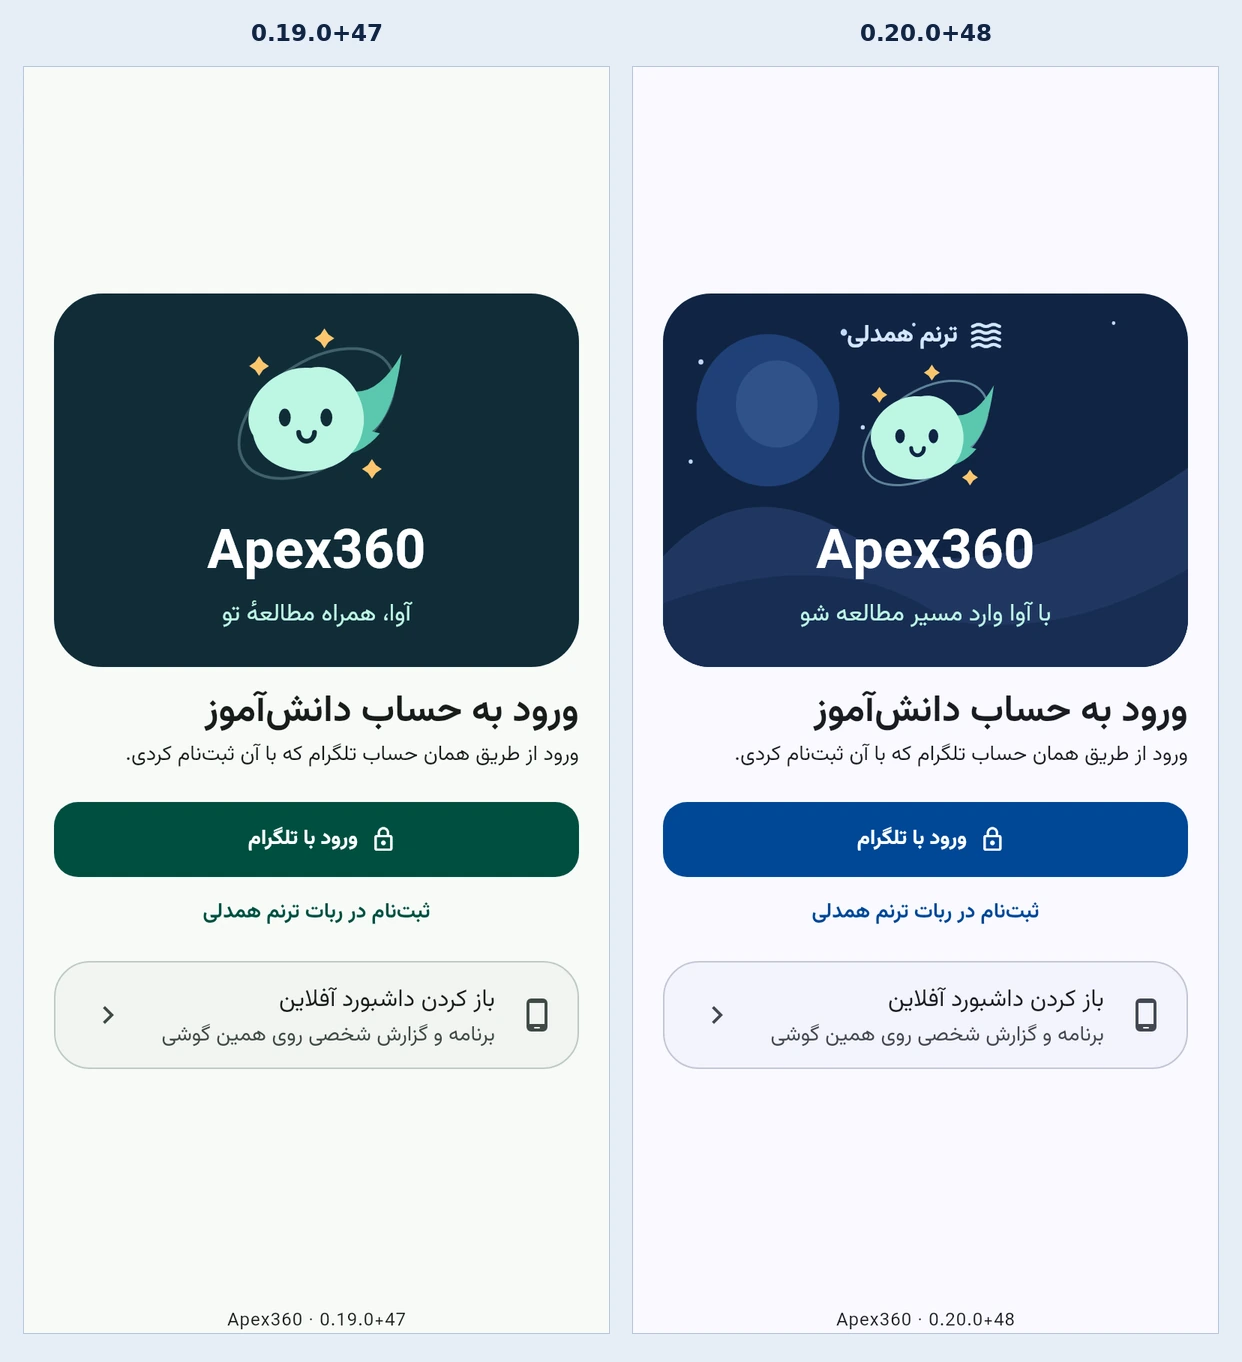 0.19.0+47
Apex360
آوا، همراه مطالعهٔ تو
ورود به حساب دانش‌آموز
ورود از طریق همان حساب تلگرام که با آن ثبت‌نام کردی.
ورود با تلگرام
ثبت‌نام در ربات ترنم همدلی
باز کردن داشبورد آفلاین
برنامه و گزارش شخصی روی همین گوشی
Apex360 · 0.19.0+47
0.20.0+48
ترنم همدلی
Apex360
با آوا وارد مسیر مطالعه شو
ورود به حساب دانش‌آموز
ورود از طریق همان حساب تلگرام که با آن ثبت‌نام کردی.
ورود با تلگرام
ثبت‌نام در ربات ترنم همدلی
باز کردن داشبورد آفلاین
برنامه و گزارش شخصی روی همین گوشی
Apex360 · 0.20.0+48